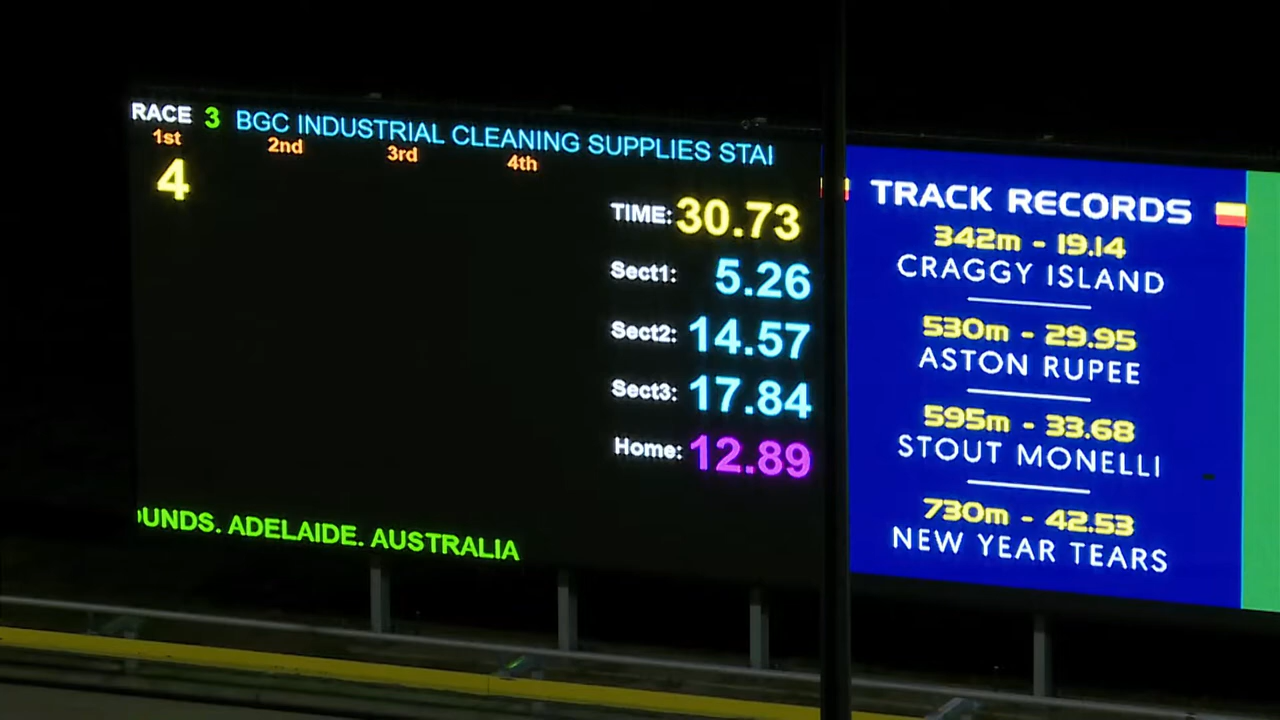 RACE 3 BGC INDUSTRIAL CLEANING SUPPLIES STAI
1st 2nd 3rd 4th
4
TIME: 30.73
Sect1: 5.26
Sect2: 14.57
Sect3: 17.84
Home: 12.89
OUNDS. ADELAIDE. AUSTRALIA
TRACK RECORDS
342m - 19.14
CRAGGY ISLAND
530m - 29.95
ASTON RUPEE
595m - 33.68
STOUT MONELLI
730m - 42.53
NEW YEAR TEARS